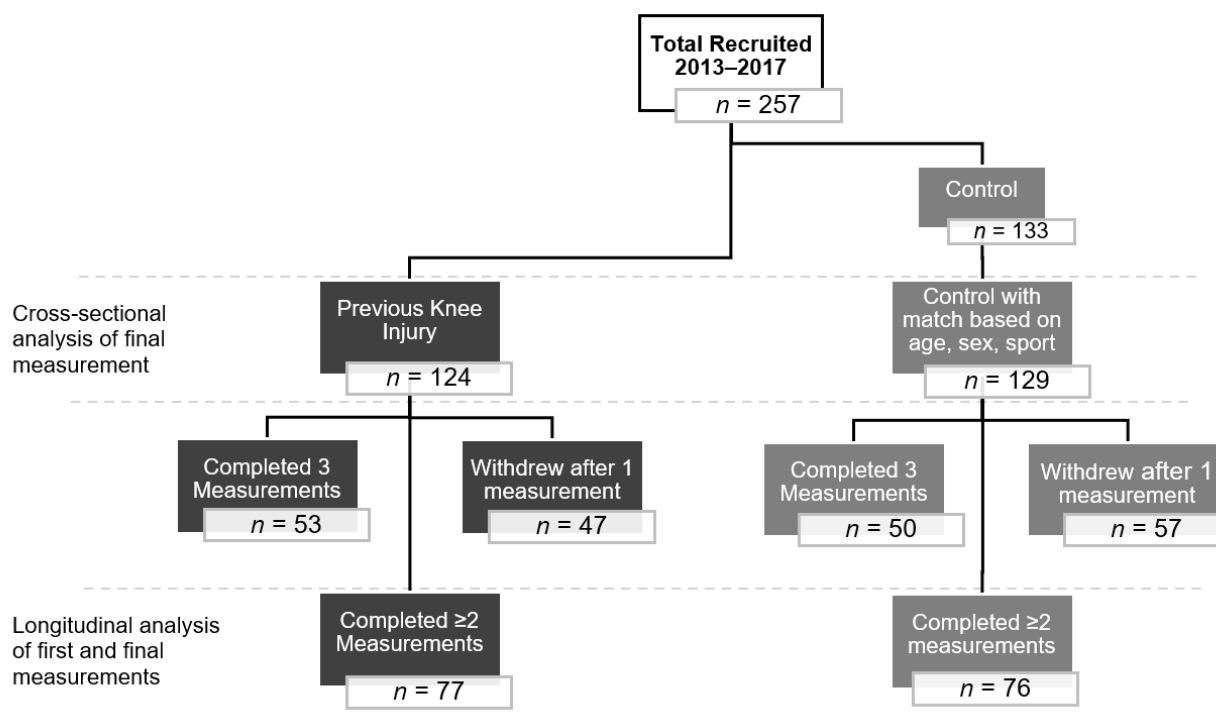 Total Recruited
2013–2017
n = 257
Control
n = 133
Cross-sectional
analysis of final
measurement
Previous Knee
Injury
n = 124
Control with
match based on
age, sex, sport
n = 129
Completed 3
Measurements
n = 53
Withdrew after 1
measurement
n = 47
Completed 3
Measurements
n = 50
Withdrew after 1
measurement
n = 57
Longitudinal analysis
of first and final
measurements
Completed ≥2
Measurements
n = 77
Completed ≥2
measurements
n = 76